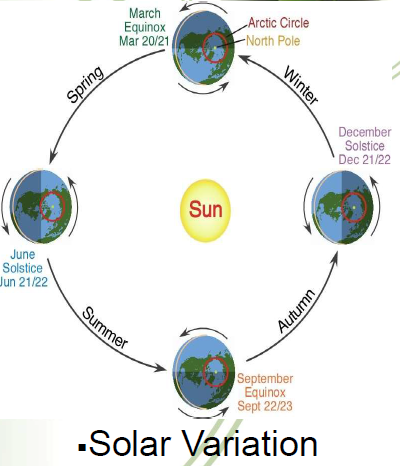 March
Equinox
Mar 20/21
Arctic Circle
North Pole
Spring
Winter
December
Solstice
Dec 21/22
Sun
June
Solstice
Jun 21/22
Summer
Autumn
September
Equinox
Sept 22/23
▪Solar Variation